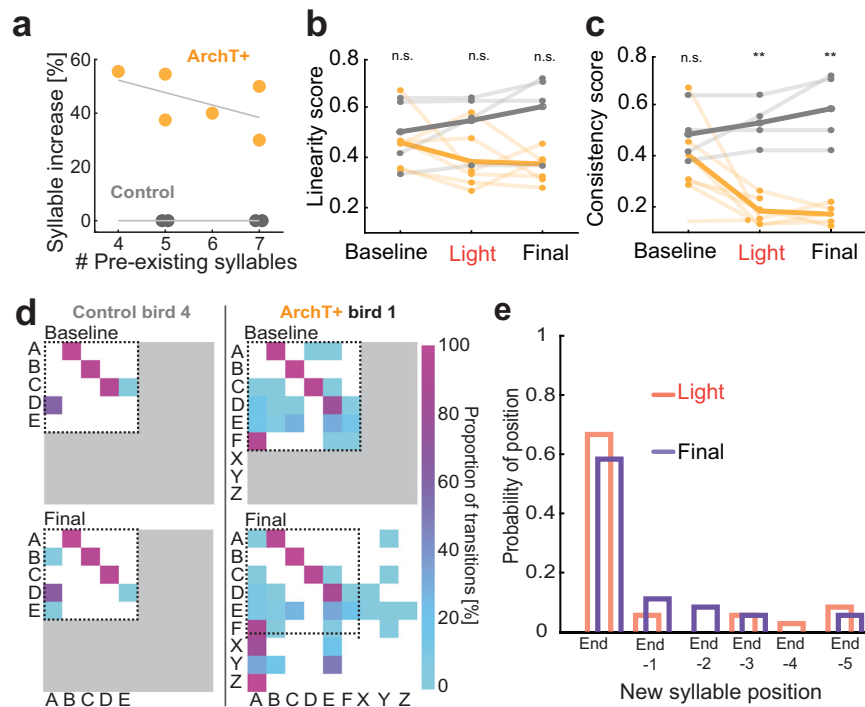 a
ArchT+
Syllable increase [%]
60
40
20
0
Control
4 5 6 7
# Pre-existing syllables
b
n.s. n.s. n.s.
Linearity score
0.8
0.6
0.4
0.2
Baseline Light Final
c
n.s. ** **
Consistency score
0.8
0.6
0.4
0.2
Baseline Light Final
d
Control bird 4
Baseline
A
B
C
D
E
F
X
Y
Z
Final
A
B
C
D
E
A B C D E
ArchT+ bird 1
Baseline
A
B
C
D
E
F
X
Y
Z
Final
A
B
C
D
E
F
X
Y
Z
A B C D E F X Y Z
100
80
60
40
20
0
Proportion of transitions [%]
e
Probability of position
1
0.8
0.6
0.4
0.2
0
Light
Final
End End End End End End
-1 -2 -3 -4 -5
New syllable position